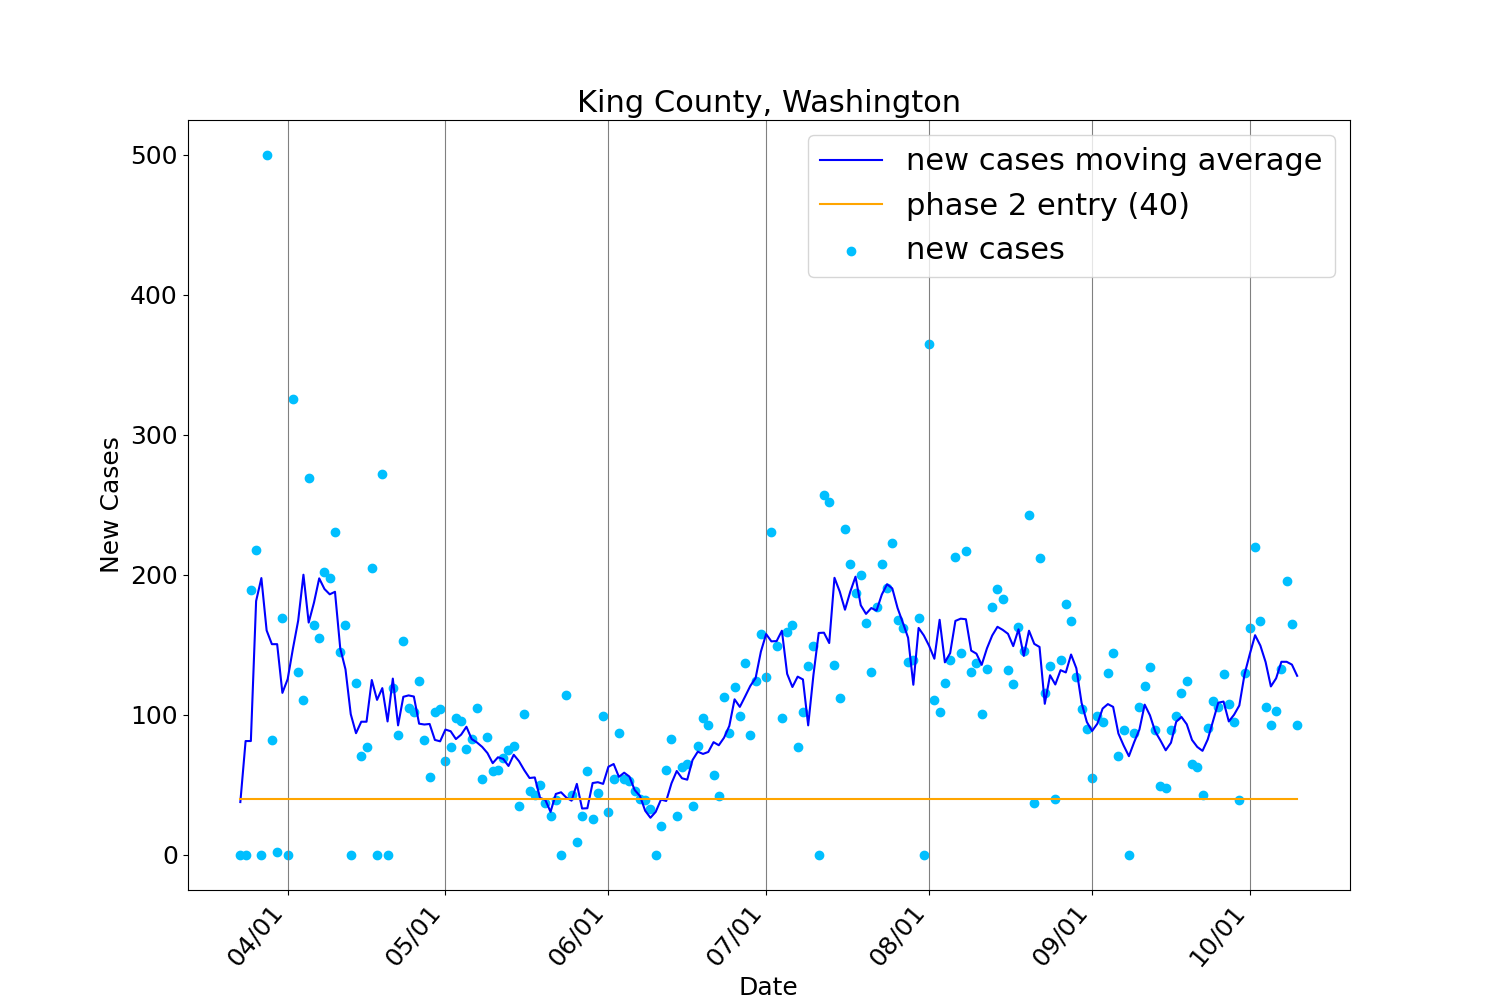 King County, Washington
new cases moving average
phase 2 entry (40)
new cases
New Cases
500
400
300
200
100
0
04/01
05/01
06/01
07/01
08/01
09/01
10/01
Date